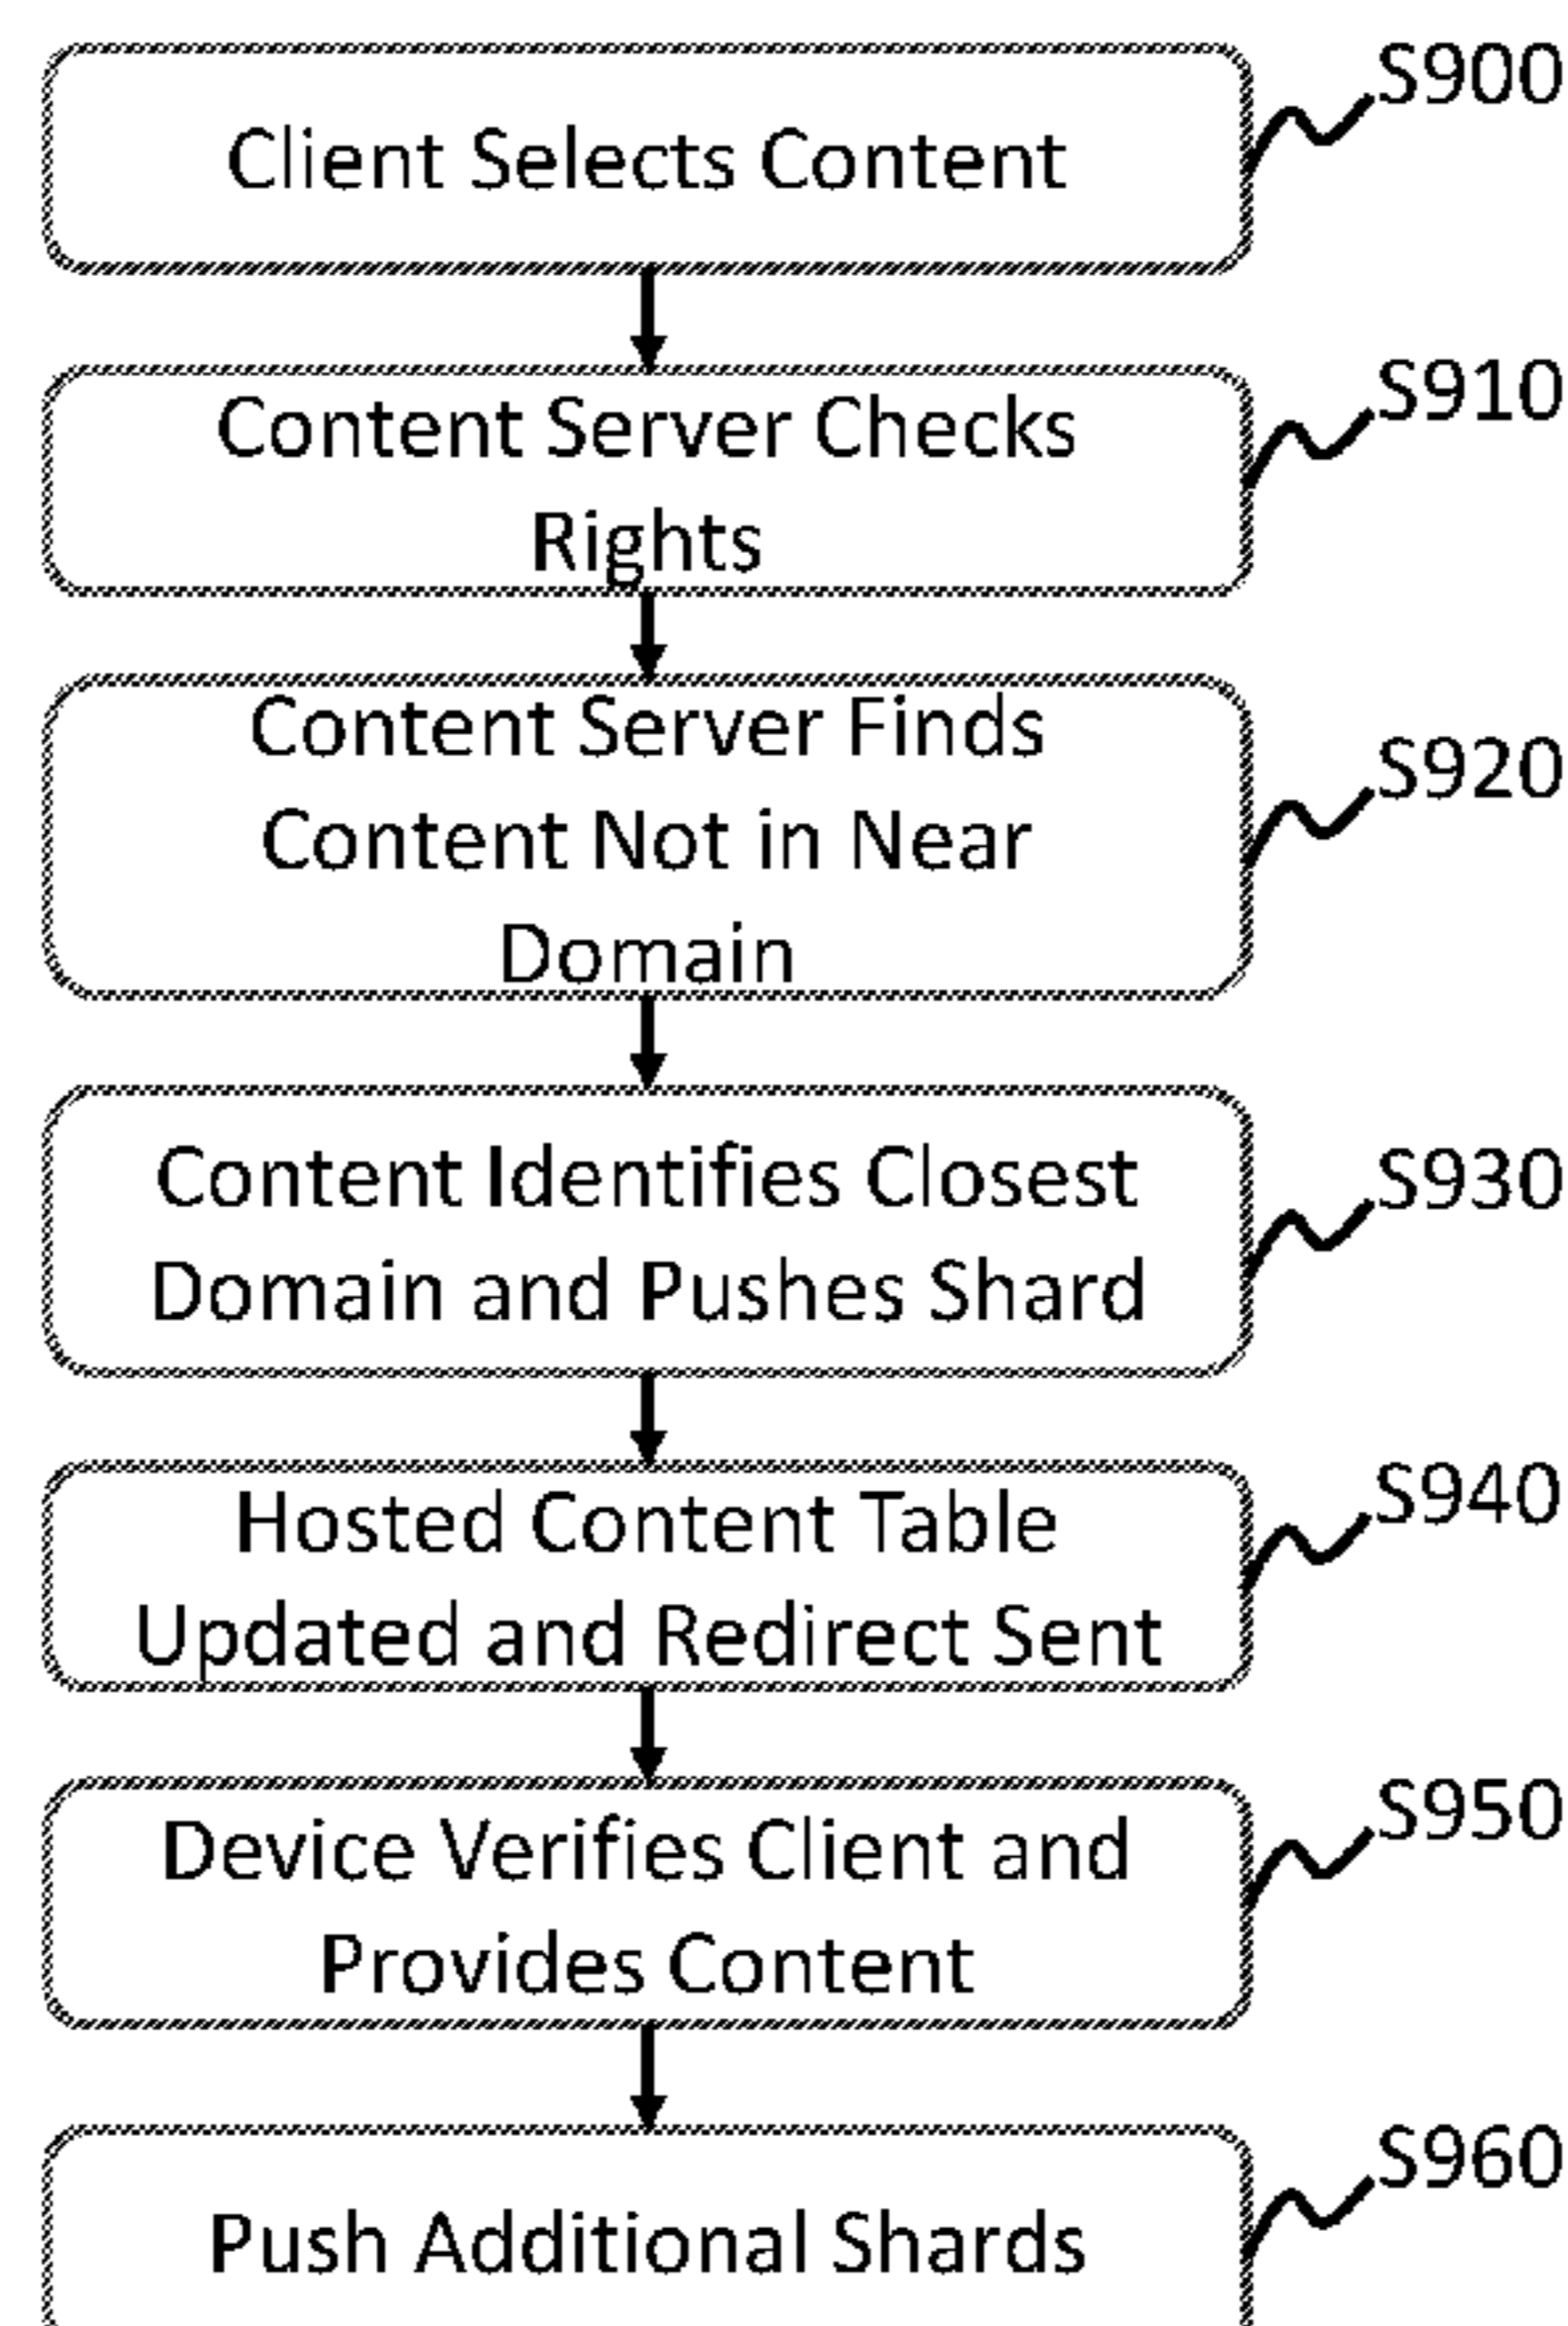 Client Selects Content
S900
Content Server Checks
Rights
S910
Content Server Finds
Content Not in Near
Domain
S920
Content Identifies Closest
Domain and Pushes Shard
S930
Hosted Content Table
Updated and Redirect Sent
S940
Device Verifies Client and
Provides Content
S950
Push Additional Shards
S960